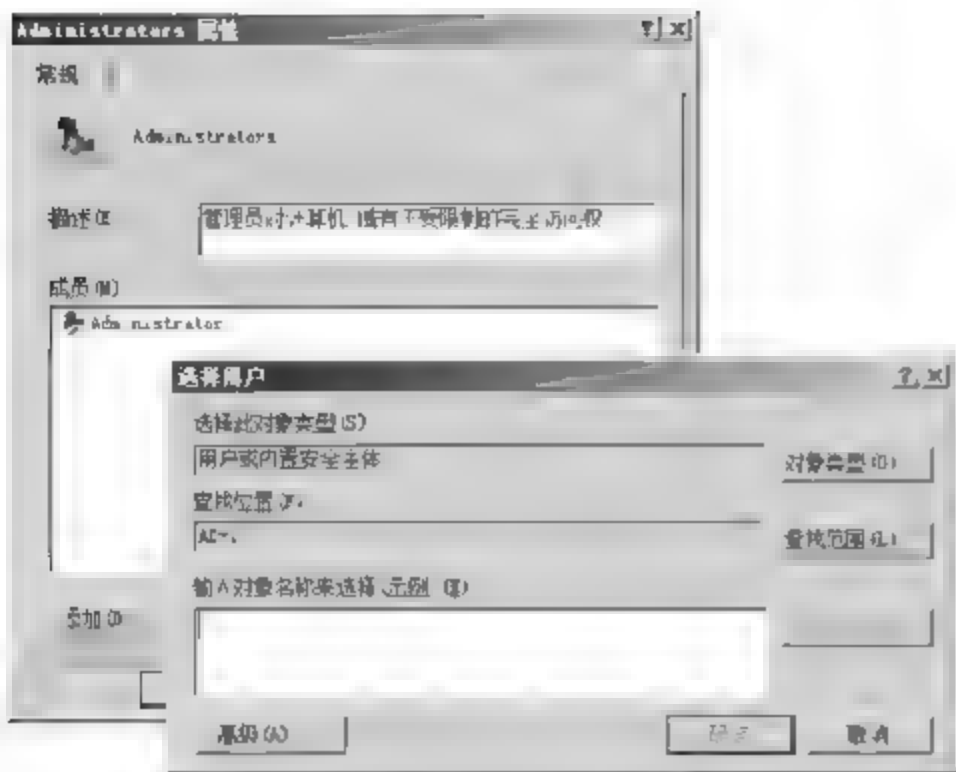 Administrators 属性
常规
Administrators
描述(E
管理员对计算机/域有不受限制的完全访问权
成员(M)
Administrator
添加(D
选择用户
选择此对象类型(S)
用户或内置安全主体
对象类型(O)
查找位置(F)
查找范围(L)
输入对象名称来选择(示例)(E)
高级(A)
确定
取消